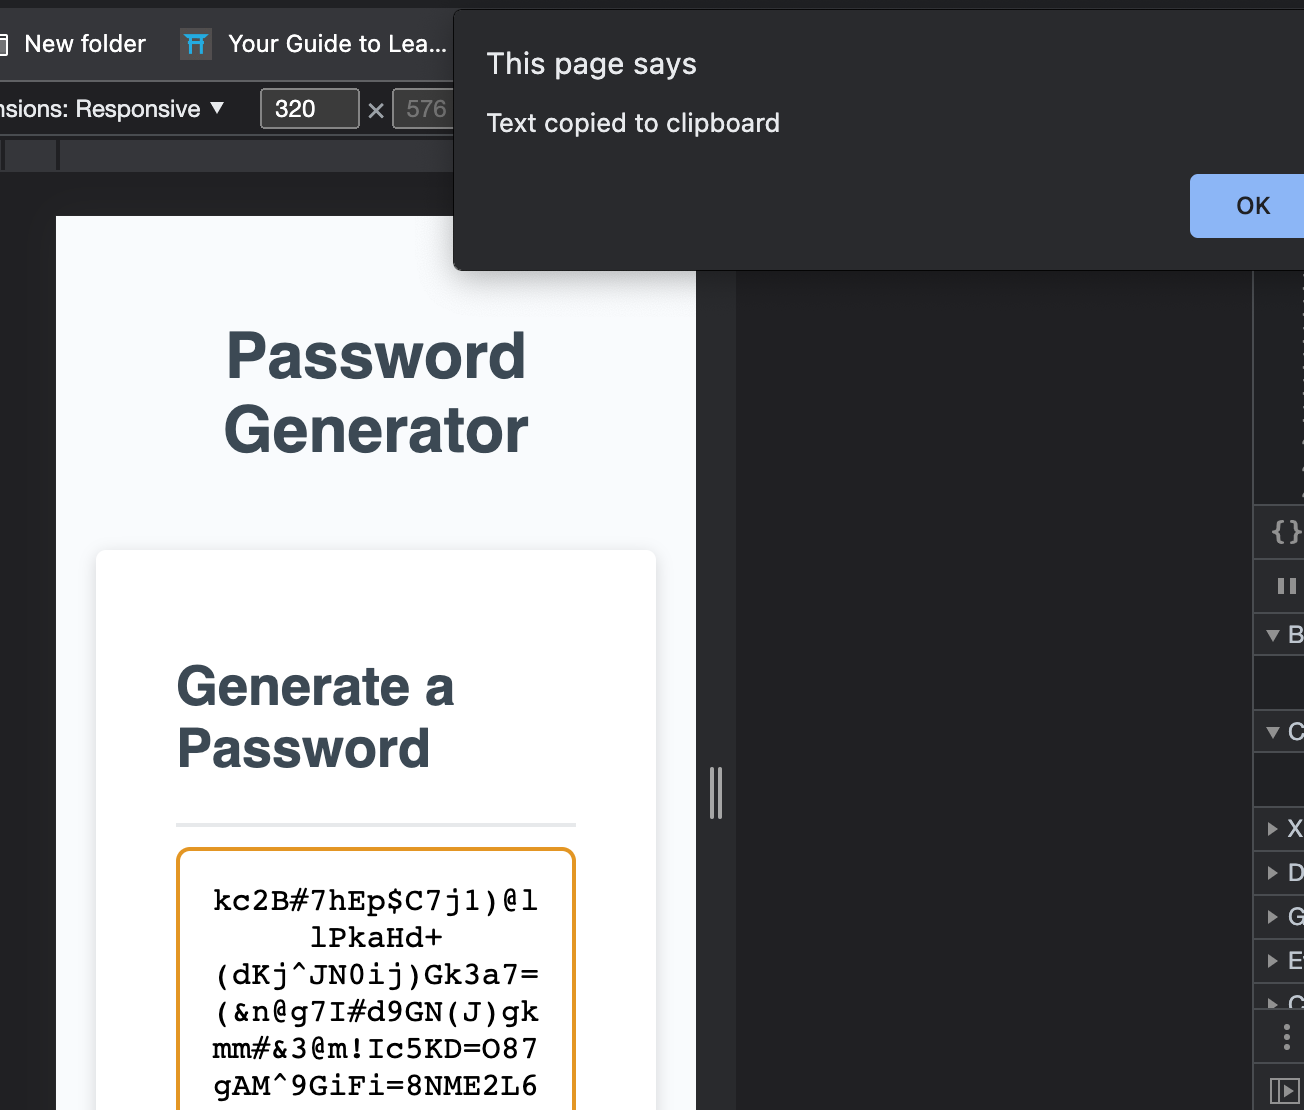 New folder
Your Guide to Lea...
This page says
Text copied to clipboard
OK
nsions: Responsive ▼
320 × 576
Password
Generator
Generate a
Password
kc2B#7hEp$C7j1)@l
lPkaHd+
(dKj^JN0ij)Gk3a7=
(&n@g7I#d9GN(J)gk
mm#&3@m!Ic5KD=O87
gAM^9GiFi=8NME2L6
{}
B
C
X
D
G
E
C